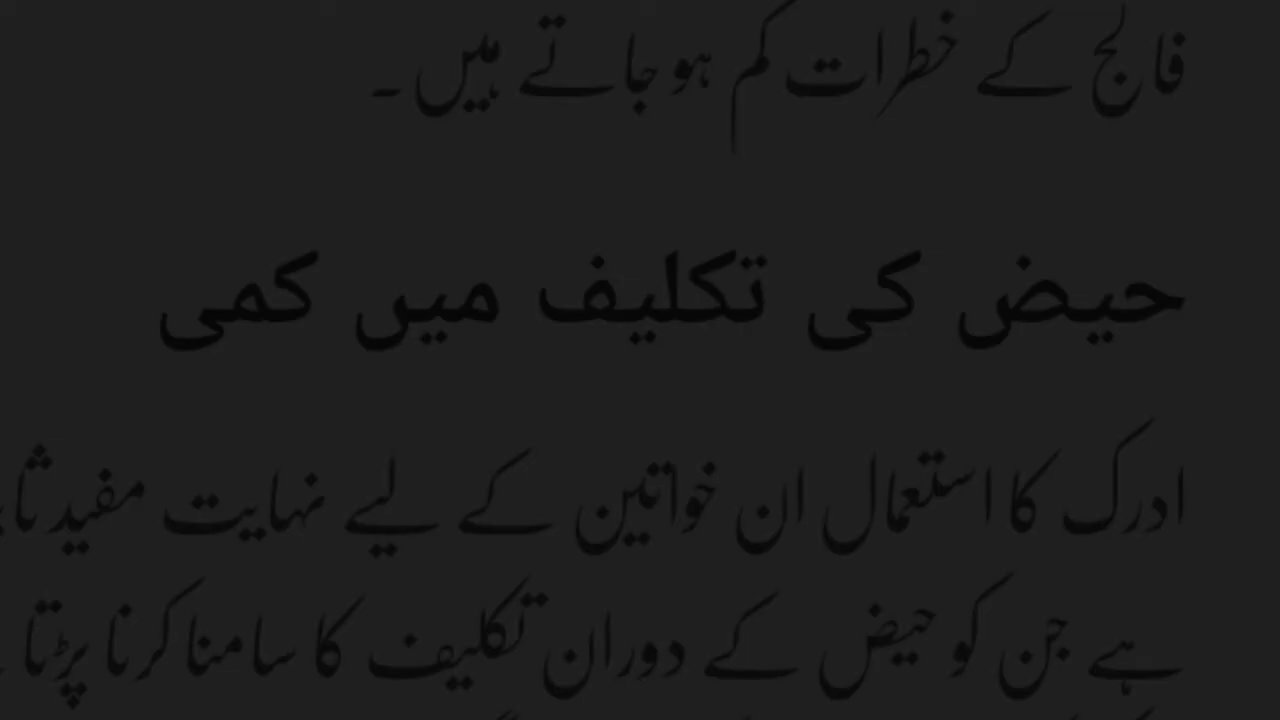 فالج کے خطرات کم ہو جاتے ہیں۔
حیض کی تکلیف میں کمی
ادرک کا استعمال ان خواتین کے لیے نہایت مفید
ہے جن کو حیض کے دوران تکلیف کا سامنا کرنا پڑتا